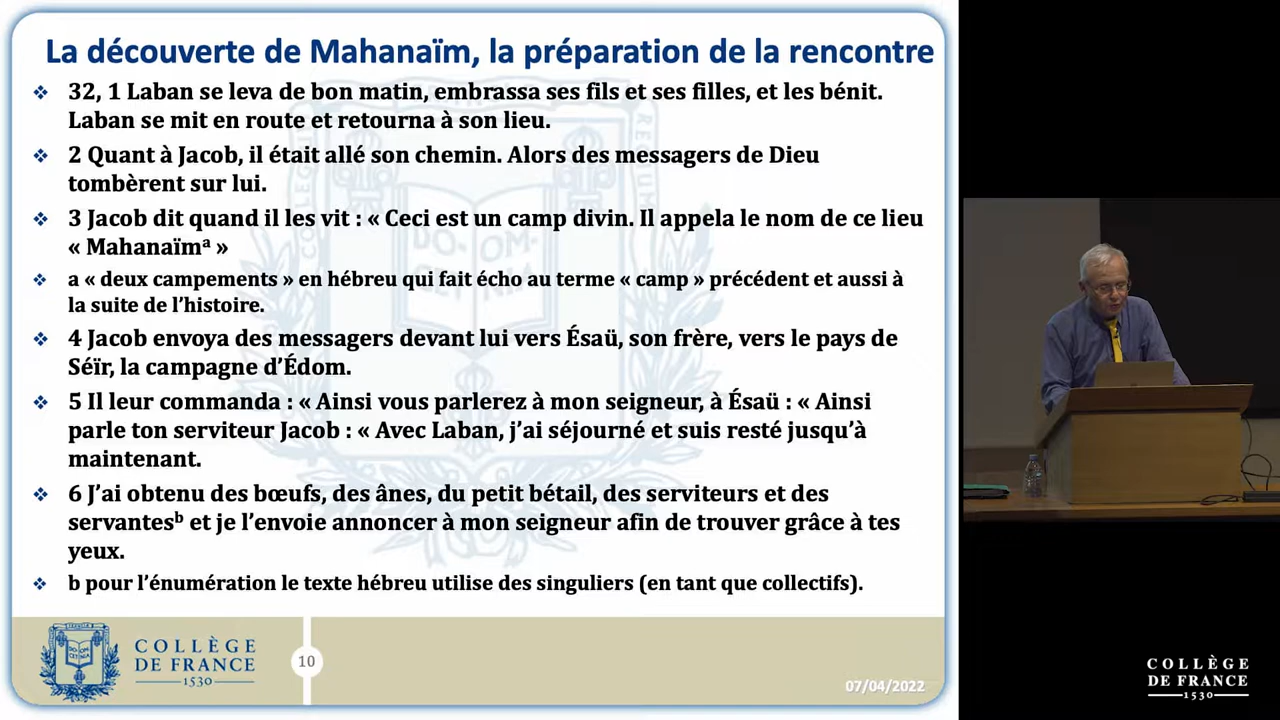 La découverte de Mahanaïm, la préparation de la rencontre
❖ 32, 1 Laban se leva de bon matin, embrassa ses fils et ses filles, et les bénit.
Laban se mit en route et retourna à son lieu.
❖ 2 Quant à Jacob, il était allé son chemin. Alors des messagers de Dieu
tombèrent sur lui.
❖ 3 Jacob dit quand il les vit : « Ceci est un camp divin. Il appela le nom de ce lieu
« Mahanaïmᵃ »
❖ a « deux campements » en hébreu qui fait écho au terme « camp » précédent et aussi à
la suite de l’histoire.
❖ 4 Jacob envoya des messagers devant lui vers Ésaü, son frère, vers le pays de
Séïr, la campagne d’Édom.
❖ 5 Il leur commanda : « Ainsi vous parlerez à mon seigneur, à Ésaü : « Ainsi
parle ton serviteur Jacob : « Avec Laban, j’ai séjourné et suis resté jusqu’à
maintenant.
❖ 6 J’ai obtenu des bœufs, des ânes, du petit bétail, des serviteurs et des
servantesᵇ et je l’envoie annoncer à mon seigneur afin de trouver grâce à tes
yeux.
❖ b pour l’énumération le texte hébreu utilise des singuliers (en tant que collectifs).
COLLÈGE
DE FRANCE
1530
10
07/04/2022
COLLÈGE
DE FRANCE
1530